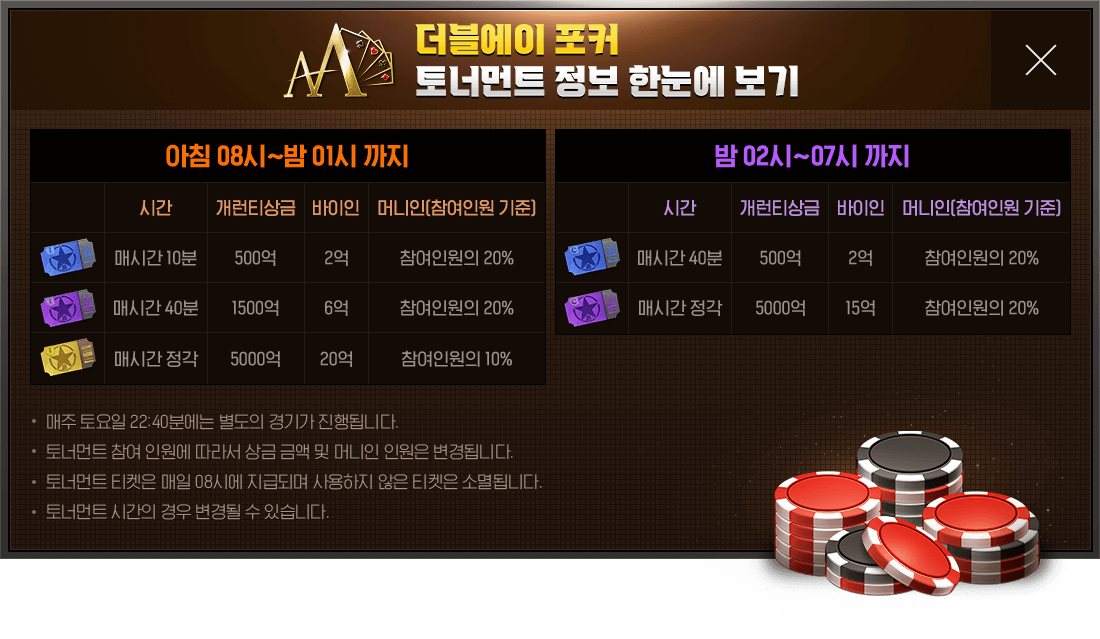 더블에이 포커
토너먼트 정보 한눈에 보기
아침 08시~밤 01시 까지
시간 개런티상금 바이인 머니인(참여인원 기준)
매시간 10분 500억 2억 참여인원의 20%
매시간 40분 1500억 6억 참여인원의 20%
매시간 정각 5000억 20억 참여인원의 10%
밤 02시~07시 까지
시간 개런티상금 바이인 머니인(참여인원 기준)
매시간 40분 500억 2억 참여인원의 20%
매시간 정각 5000억 15억 참여인원의 20%
• 매주 토요일 22:40분에는 별도의 경기가 진행됩니다.
• 토너먼트 참여 인원에 따라서 상금 금액 및 머니인 인원은 변경됩니다.
• 토너먼트 티켓은 매일 08시에 지급되며 사용하지 않은 티켓은 소멸됩니다.
• 토너먼트 시간의 경우 변경될 수 있습니다.